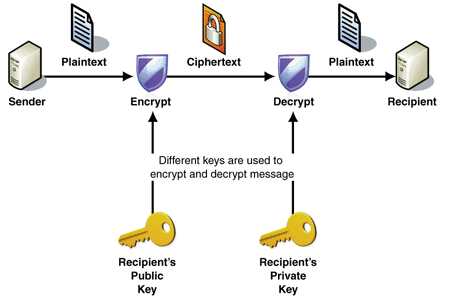 Plaintext
Ciphertext
Plaintext
Sender
Encrypt
Decrypt
Recipient
Different keys are used to
encrypt and decrypt message
Recipient's
Public
Key
Recipient's
Private
Key